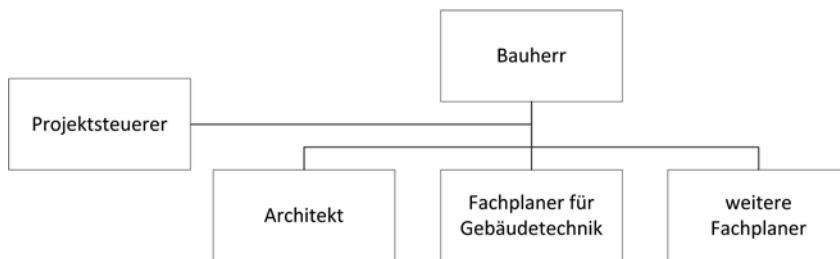 Bauherr
Projektsteuerer
Architekt
Fachplaner für
Gebäudetechnik
weitere
Fachplaner